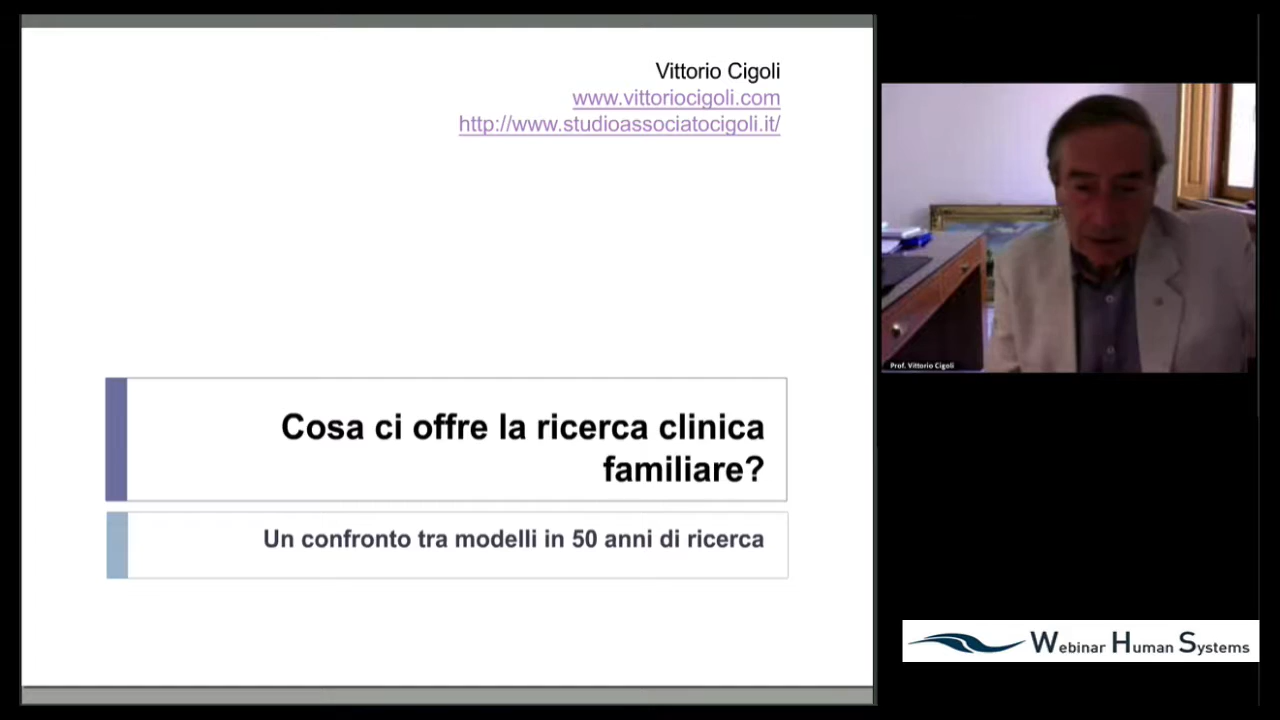 Vittorio Cigoli
www.vittoriocigoli.com
http://www.studioassociatocigoli.it/
Cosa ci offre la ricerca clinica
familiare?
Un confronto tra modelli in 50 anni di ricerca
Prof. Vittorio Cigoli
Webinar Human Systems